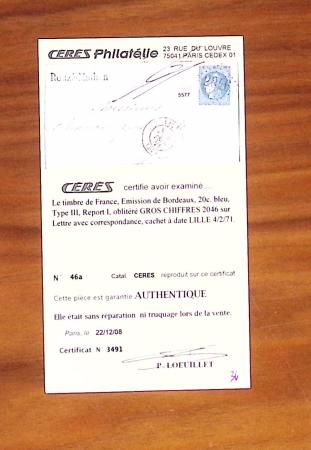 CERES Philatélie 23 RUE DU LOUVRE
75041 PARIS CEDEX 01
5577
CERES certifie avoir examine....
Le timbre de France, Emission de Bordeaux, 20c. bleu,
Type III, Report I, oblitéré GROS CHIFFRES 2046 sur
Lettre avec correspondance, cachet à date LILLE 4/2/71.
N° 46a Catal. CERES reproduit sur ce certificat
Cette pièce est garantie AUTHENTIQUE
Elle était sans réparation ni truquage lors de la vente.
Paris, le 22/12/08
Certificat N 3491
P. LOEUILLET